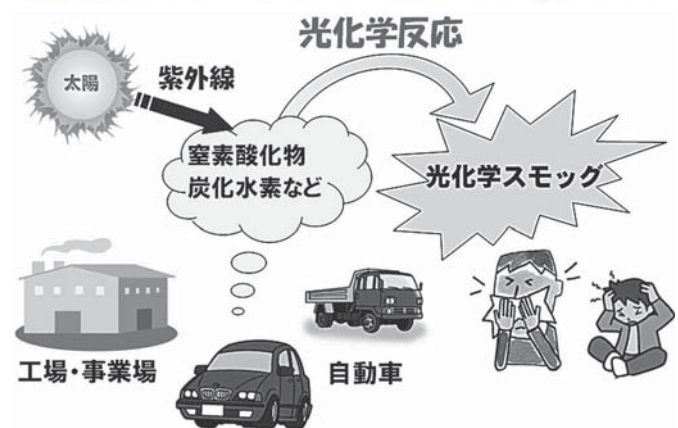 光化学反応
太陽
紫外線
窒素酸化物
炭化水素など
光化学スモッグ
工場・事業場
自動車